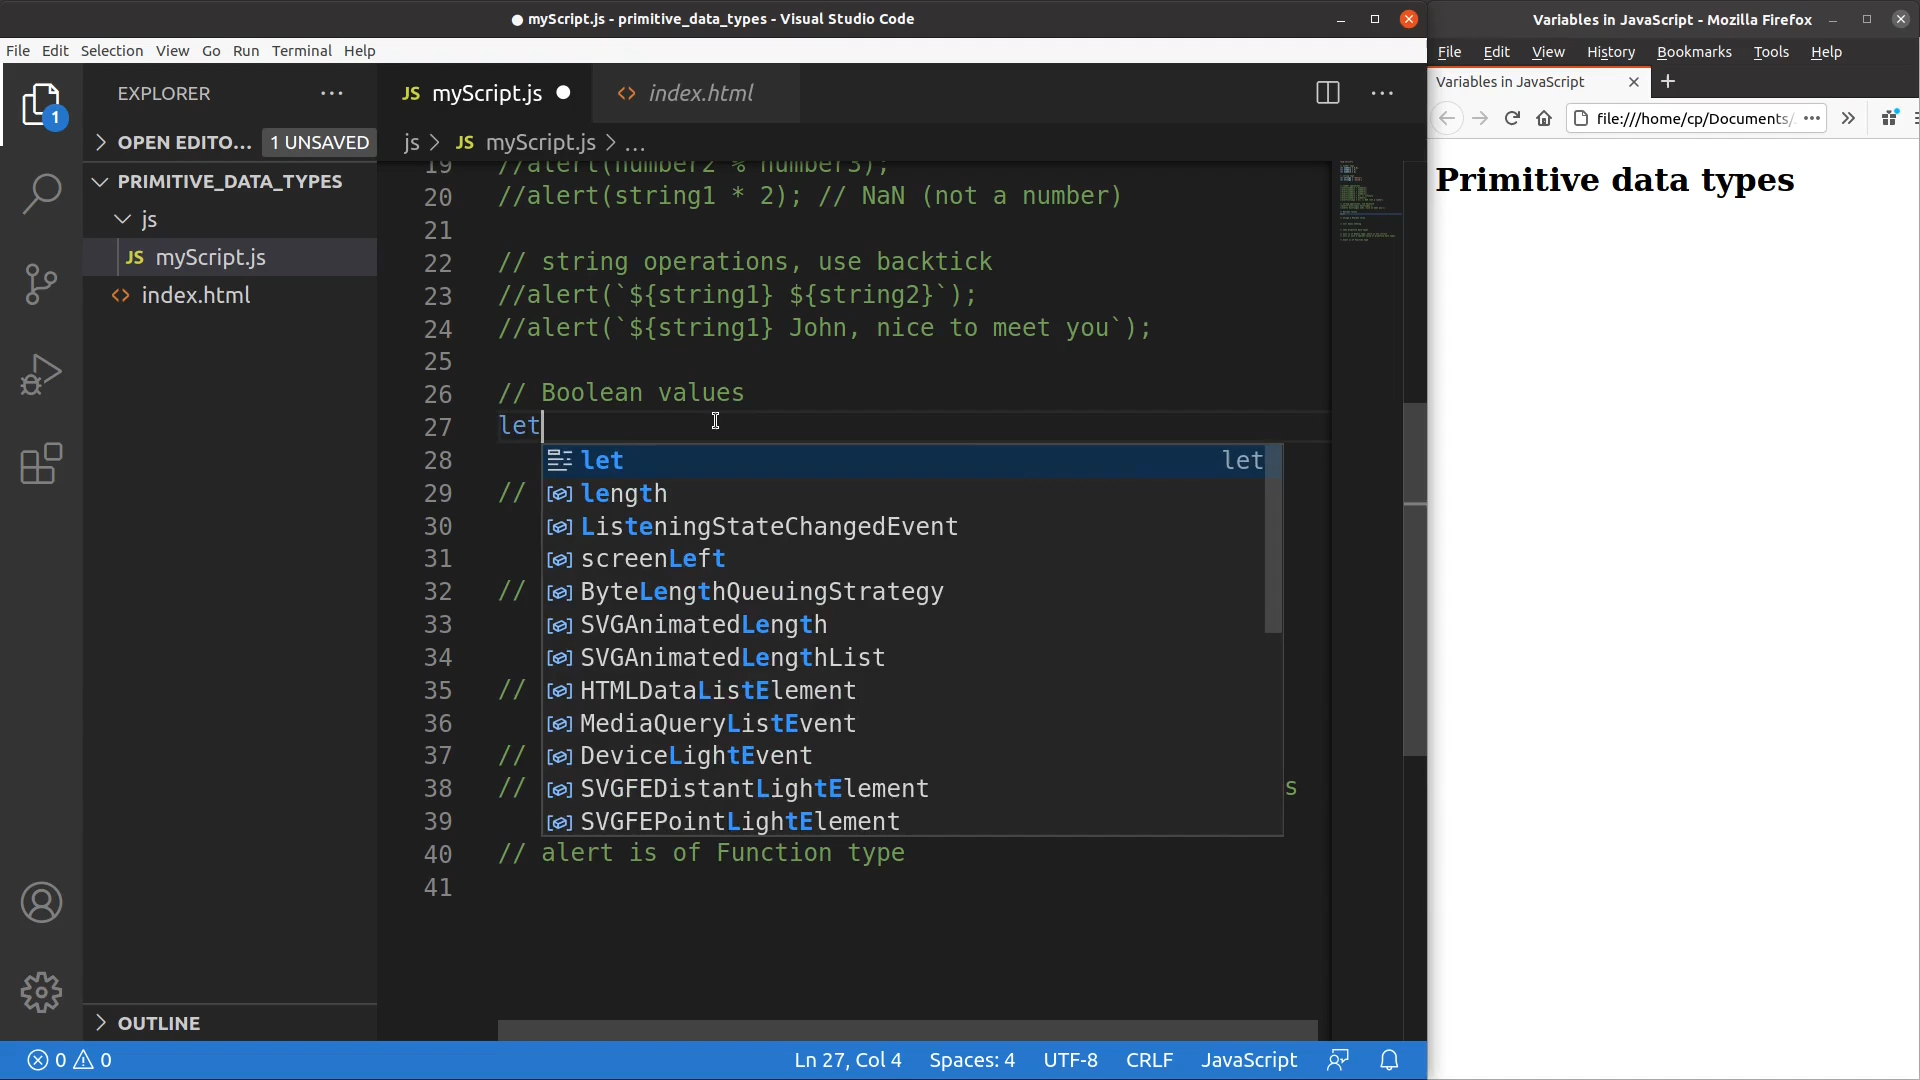 myScript.js - primitive_data_types - Visual Studio Code
File Edit Selection View Go Run Terminal Help
EXPLORER
1
OPEN EDITO... 1 UNSAVED
PRIMITIVE_DATA_TYPES
js
JS myScript.js
index.html
OUTLINE
JS myScript.js
index.html
js > JS myScript.js > ...
19 //alert(number2 % number3);
20 //alert(string1 * 2); // NaN (not a number)
21
22 // string operations, use backtick
23 //alert(`${string1} ${string2}`);
24 //alert(`${string1} John, nice to meet you`);
25
26 // Boolean values
27 let
28 let let
29 // length
30 ListeningStateChangedEvent
31 screenLeft
32 // ByteLengthQueuingStrategy
33 SVGAnimatedLength
34 SVGAnimatedLengthList
35 // HTMLDataListElement
36 MediaQueryListEvent
37 // DeviceLightEvent
38 // SVGFEDistantLightElement s
39 SVGFEPointLightElement
40 // alert is of Function type
41
0 0 Ln 27, Col 4 Spaces: 4 UTF-8 CRLF JavaScript
Variables in JavaScript - Mozilla Firefox
File Edit View History Bookmarks Tools Help
Variables in JavaScript
file:///home/cp/Documents/
Primitive data types